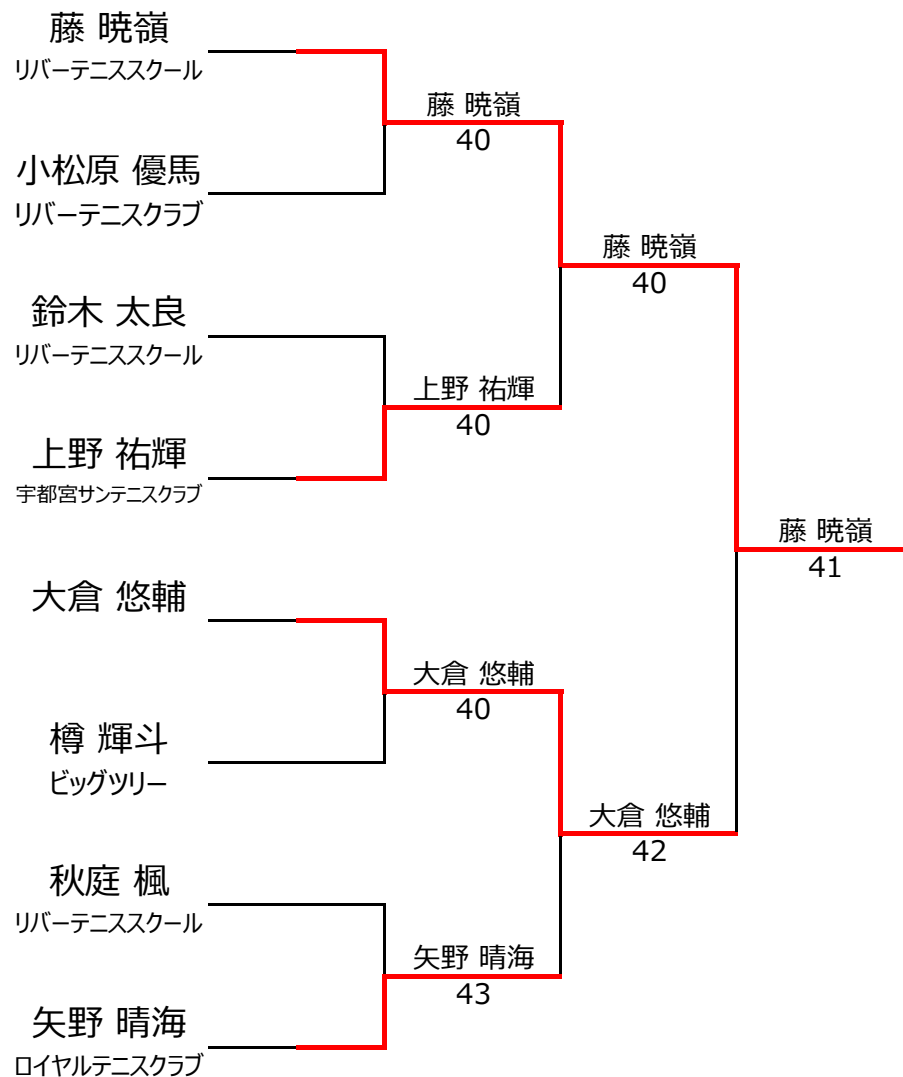 藤 暁嶺
リバーテニススクール
小松原 優馬
リバーテニスクラブ
鈴木 太良
リバーテニススクール
上野 祐輝
宇都宮サンテニスクラブ
大倉 悠輔
樽 輝斗
ビッグツリー
秋庭 楓
リバーテニススクール
矢野 晴海
ロイヤルテニスクラブ
藤 暁嶺
40
上野 祐輝
40
大倉 悠輔
40
矢野 晴海
43
藤 暁嶺
40
大倉 悠輔
42
藤 暁嶺
41